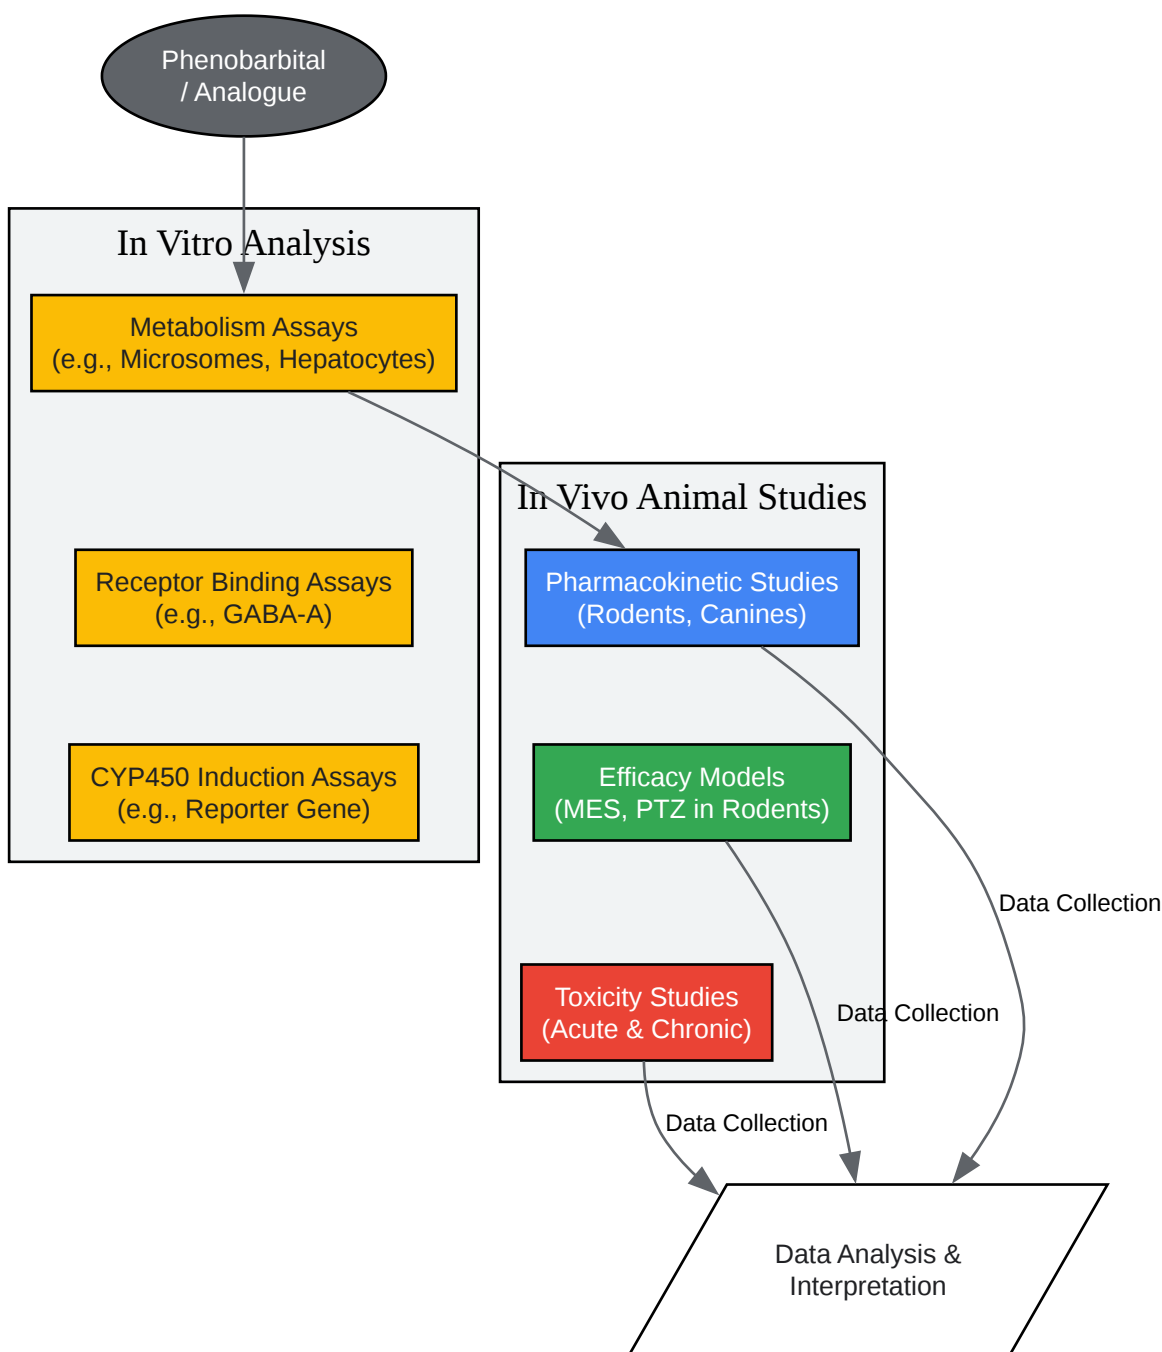 Phenobarbital
/ Analogue
In Vitro Analysis
Metabolism Assays
(e.g., Microsomes, Hepatocytes)
In Vivo Animal Studies
Receptor Binding Assays
(e.g., GABA-A)
Pharmacokinetic Studies
(Rodents, Canines)
CYP450 Induction Assays
(e.g., Reporter Gene)
Efficacy Models
(MES, PTZ in Rodents)
Data Collection
Toxicity Studies
(Acute & Chronic)
Data Collection
Data Collection
Data Analysis &
Interpretation